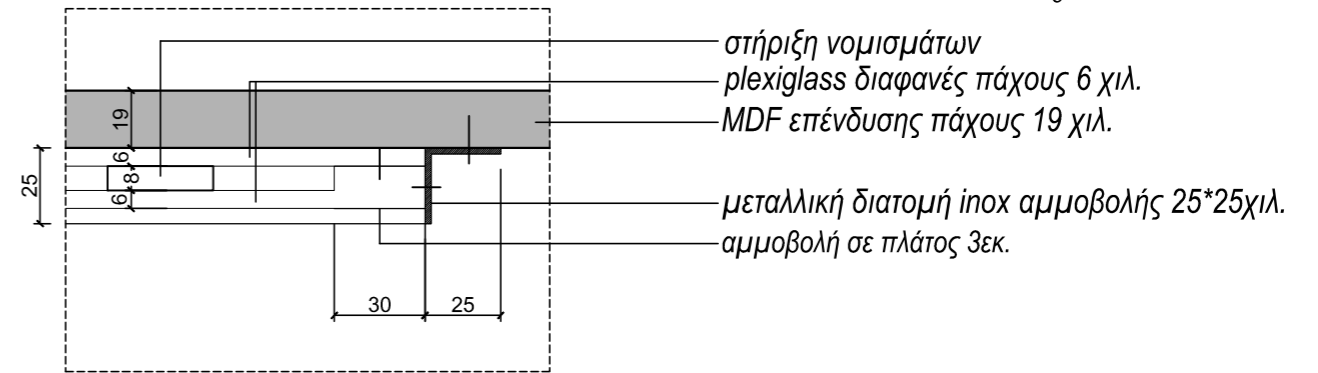 στήριξη νομισμάτων
plexiglass διαφανές πάχους 6 χιλ.
19
MDF επένδυσης πάχους 19 χιλ.
6
25
8
6
μεταλλική διατομή inox αμμοβολής 25*25χιλ.
αμμοβολή σε πλάτος 3εκ.
30
25